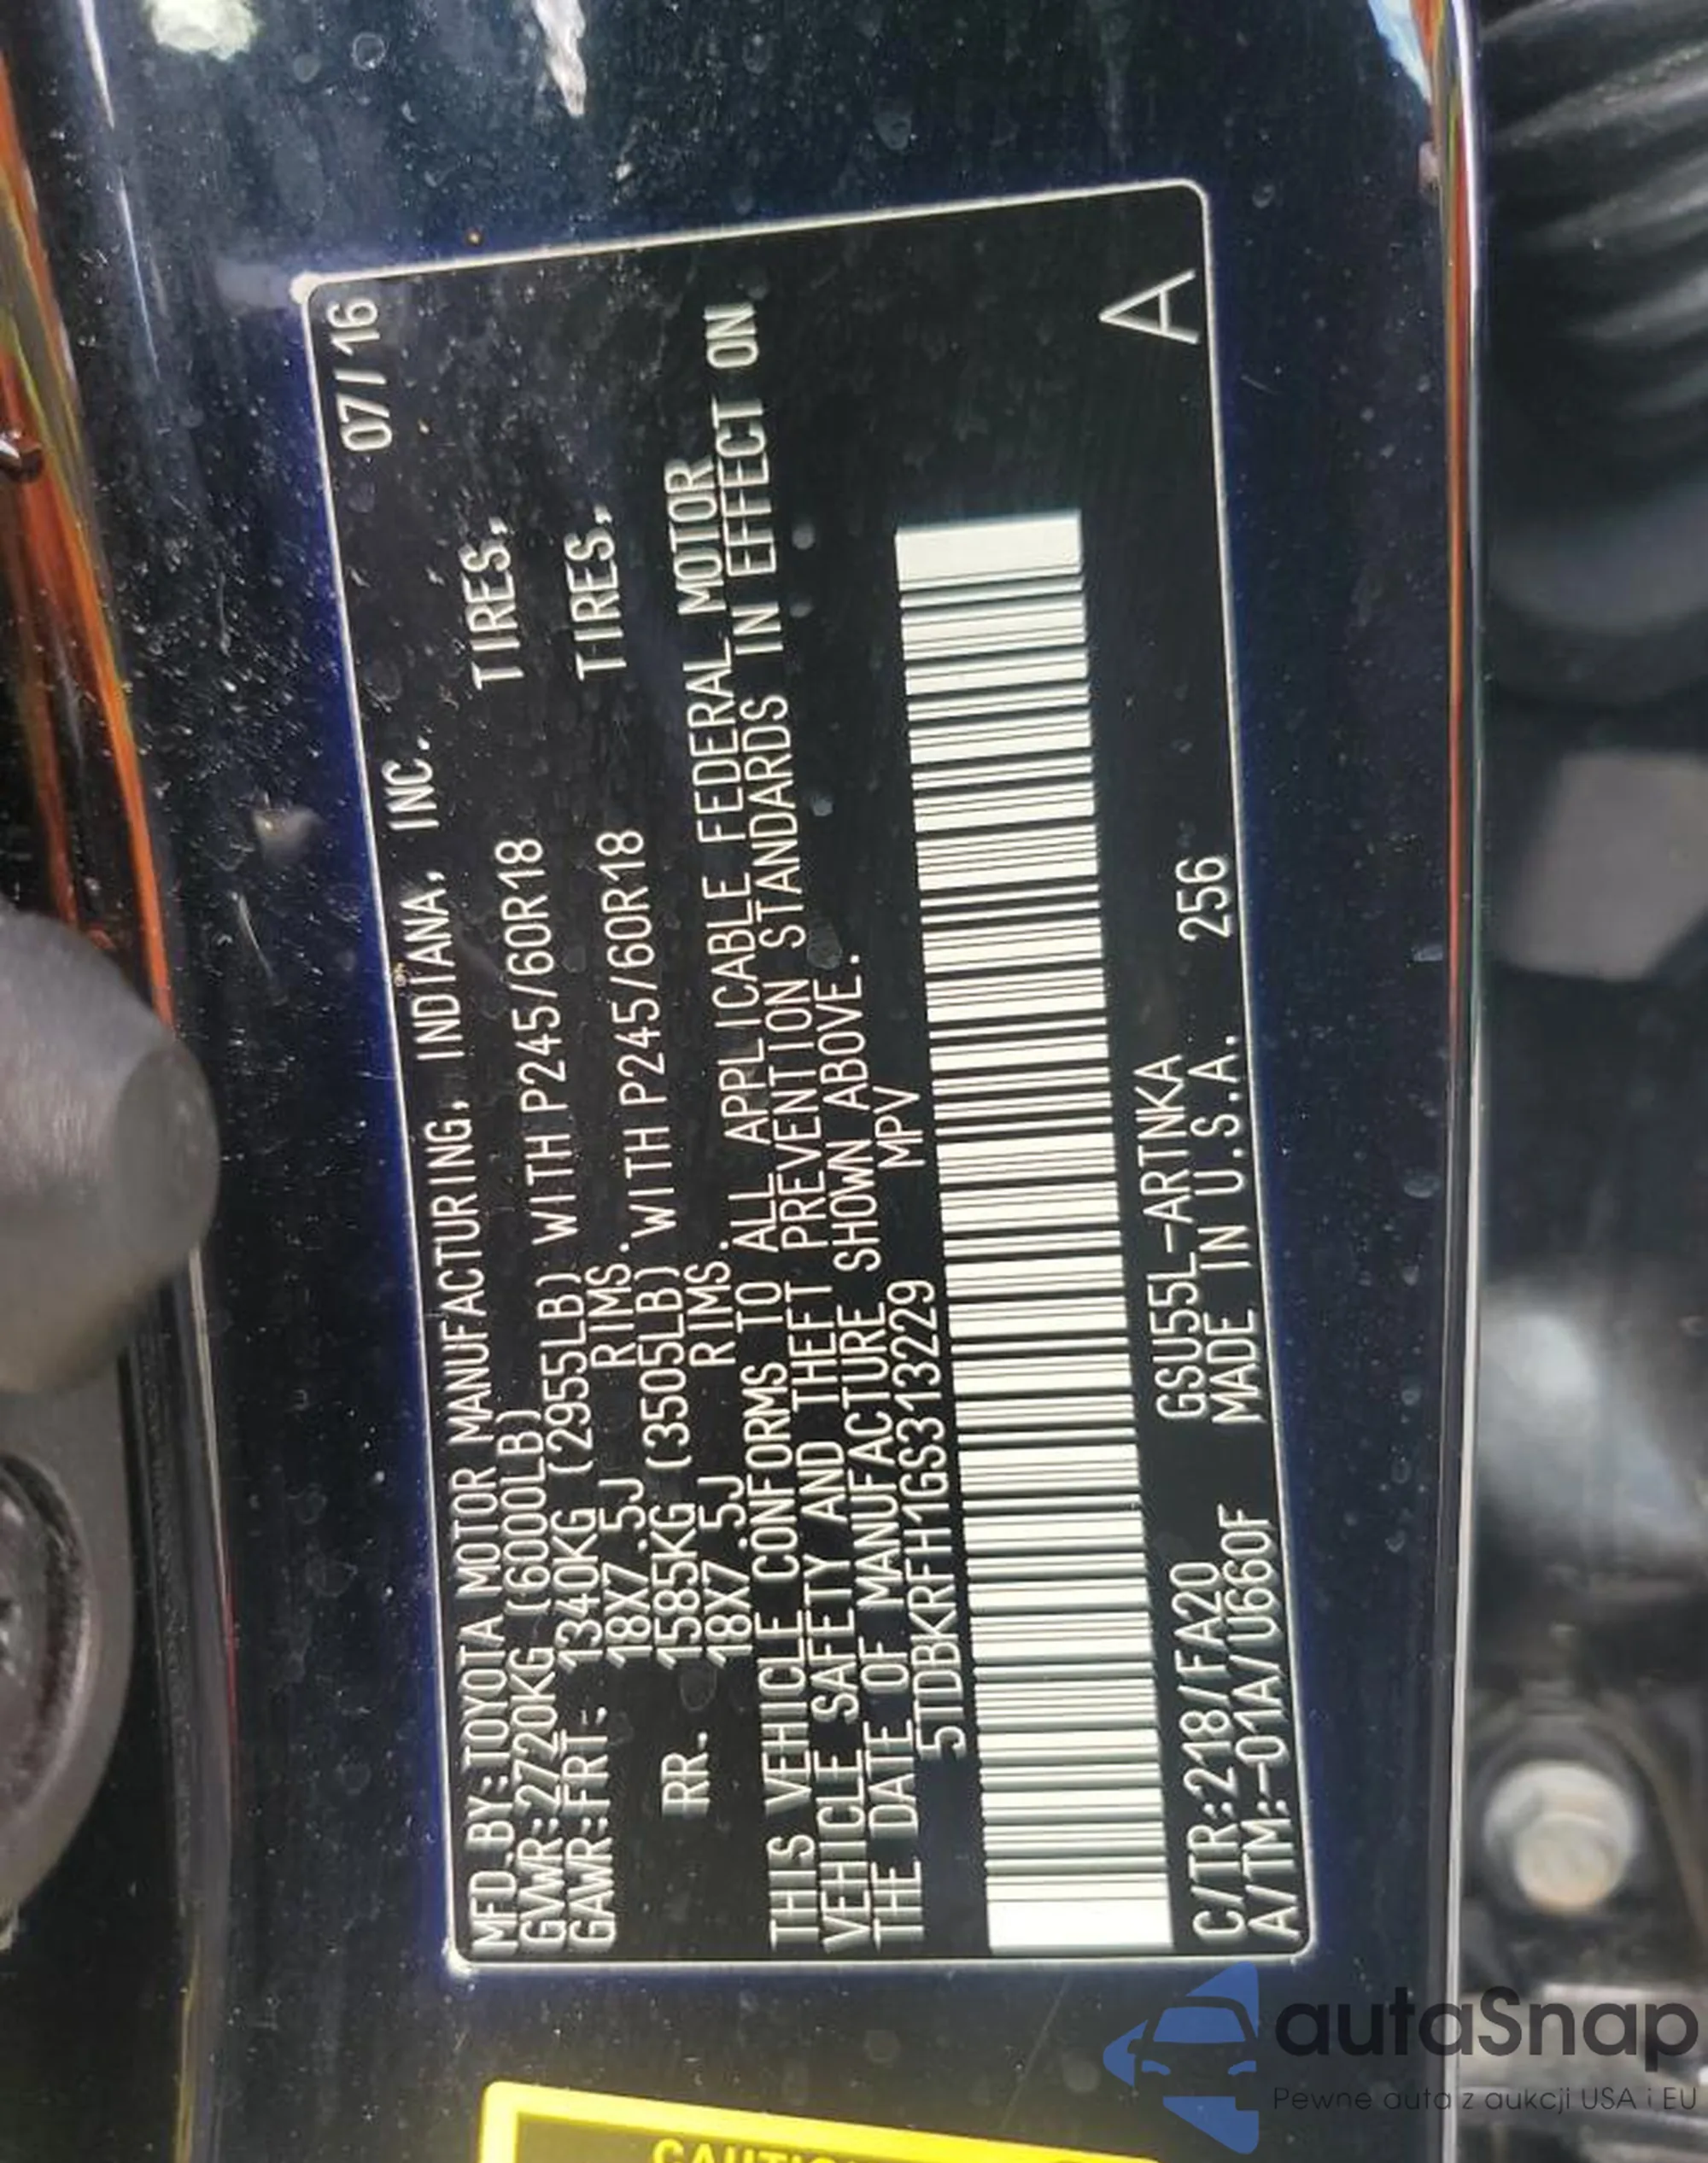 07/16
MFD.BY:TOYOTA MOTOR MANUFACTURING, INDIANA, INC.
GVWR:2720KG (6000LB)
GAWR:FRT: 1340KG (2955LB) WITH P245/60R18 TIRES,
18X7.5J RIMS.
RR. 1585KG (3505LB) WITH P245/60R18 TIRES,
18X7.5J RIMS.
THIS VEHICLE CONFORMS TO ALL APPLICABLE FEDERAL MOTOR
VEHICLE SAFETY AND THEFT PREVENTION STANDARDS IN EFFECT ON
THE DATE OF MANUFACTURE SHOWN ABOVE.
5TDBKRFH1GS313229 MPV
C/TR:218/FA20 GSU55L-ARTNKA
A/TM:-01A/U660F MADE IN U.S.A. 256
A
CAUTION
autaSnap
Pewne auta z aukcji USA i EU